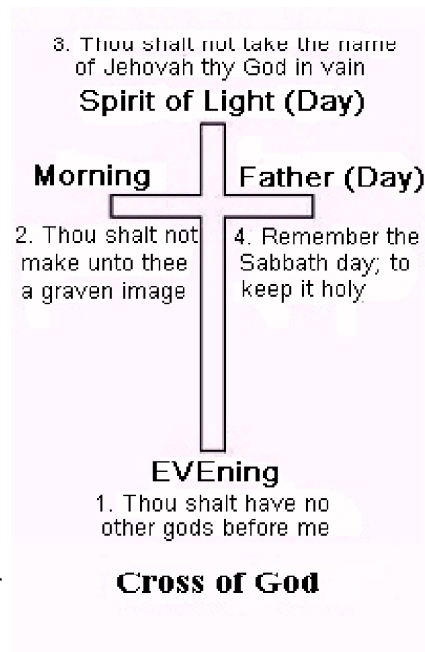 3. Thou shalt not take the name
of Jehovah thy God in vain
Spirit of Light (Day)
Morning
Father (Day)
2. Thou shalt not
make unto thee
a graven image
4. Remember the
Sabbath day; to
keep it holy
EVEning
1. Thou shalt have no
other gods before me
Cross of God